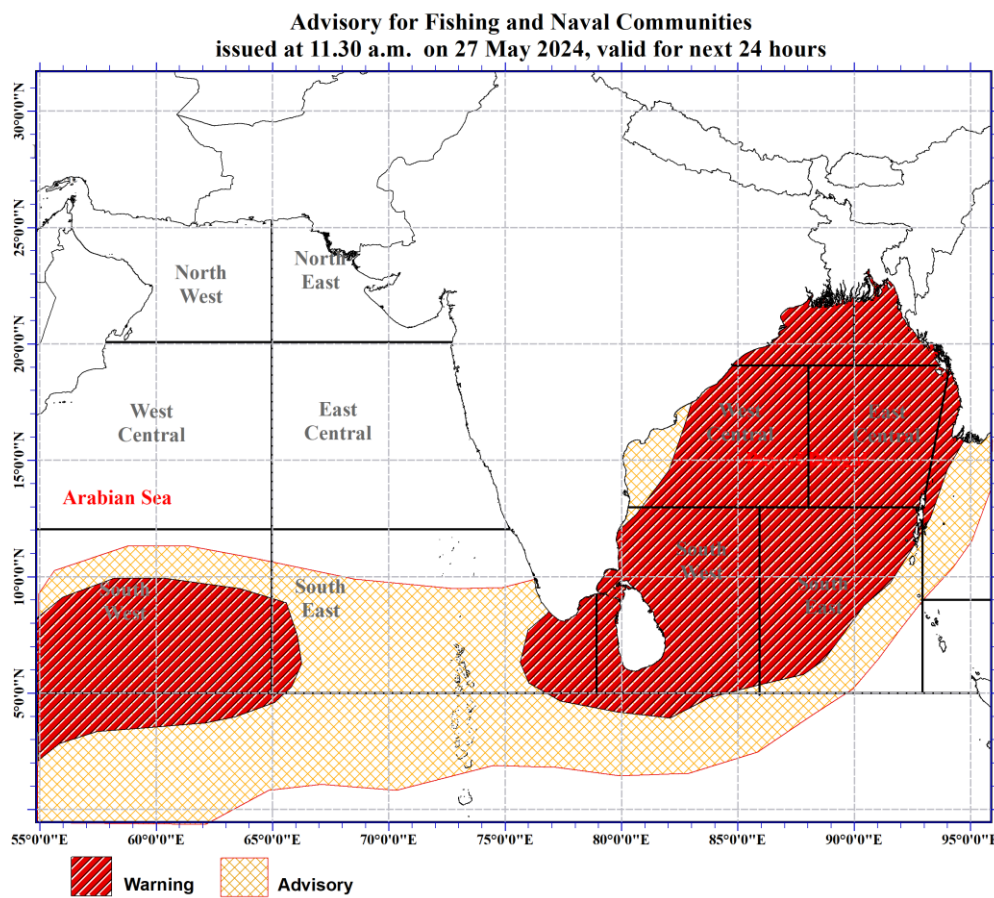 Advisory for Fishing and Naval Communities
issued at 11.30 a.m. on 27 May 2024, valid for next 24 hours
30°0'0"N
25°0'0"N
20°0'0"N
15°0'0"N
10°0'0"N
5°0'0"N
North
West
North
East
West
Central
East
Central
West
Central
East
Central
Arabian Sea
South
West
South
East
South
West
South
East
55°0'0"E
60°0'0"E
65°0'0"E
70°0'0"E
75°0'0"E
80°0'0"E
85°0'0"E
90°0'0"E
95°0'0"E
Warning
Advisory